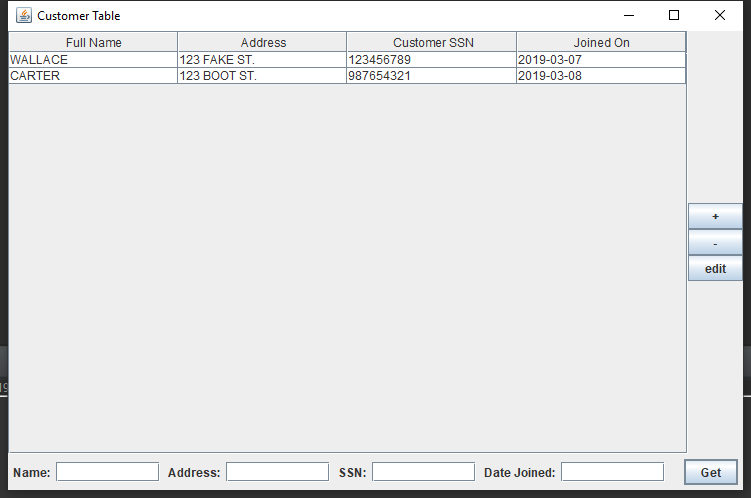 Customer Table
Full Name Address Customer SSN Joined On
WALLACE 123 FAKE ST. 123456789 2019-03-07
CARTER 123 BOOT ST. 987654321 2019-03-08
+
-
edit
Name: Address: SSN: Date Joined: Get